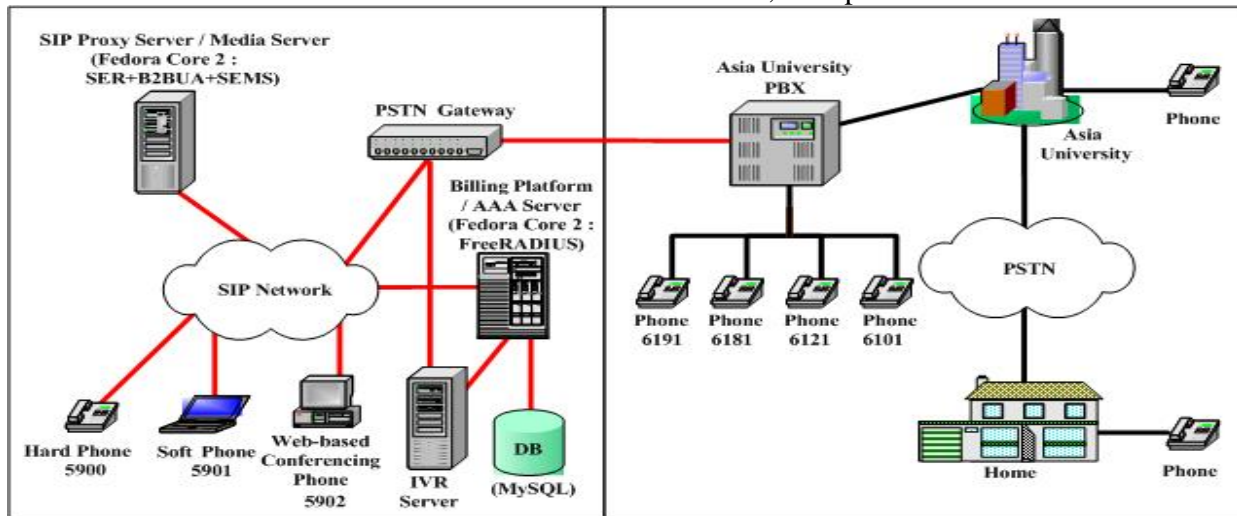 SIP Proxy Server / Media Server
(Fedora Core 2 :
SER+B2BUA+SEMS)
PSTN Gateway
Billing Platform
/ AAA Server
(Fedora Core 2 :
FreeRADIUS)
SIP Network
Hard Phone
5900
Soft Phone
5901
Web-based
Conferencing
Phone
5902
IVR
Server
DB
(MySQL)
Asia University
PBX
Phone
6191
Phone
6181
Phone
6121
Phone
6101
Asia
University
Phone
PSTN
Home
Phone